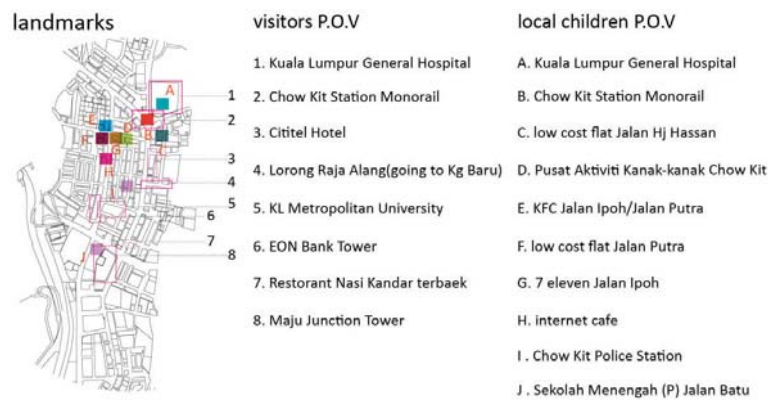 landmarks
visitors P.O.V
local children P.O.V
A
E
D
B
F
G
C
H
I
J
1
2
3
4
5
6
7
8
1. Kuala Lumpur General Hospital
2. Chow Kit Station Monorail
3. Cititel Hotel
4. Lorong Raja Alang(going to Kg Baru)
5. KL Metropolitan University
6. EON Bank Tower
7. Restorant Nasi Kandar terbaek
8. Maju Junction Tower
A. Kuala Lumpur General Hospital
B. Chow Kit Station Monorail
C. low cost flat Jalan Hj Hassan
D. Pusat Aktiviti Kanak-kanak Chow Kit
E. KFC Jalan Ipoh/Jalan Putra
F. low cost flat Jalan Putra
G. 7 eleven Jalan Ipoh
H. internet cafe
I . Chow Kit Police Station
J . Sekolah Menengah (P) Jalan Batu